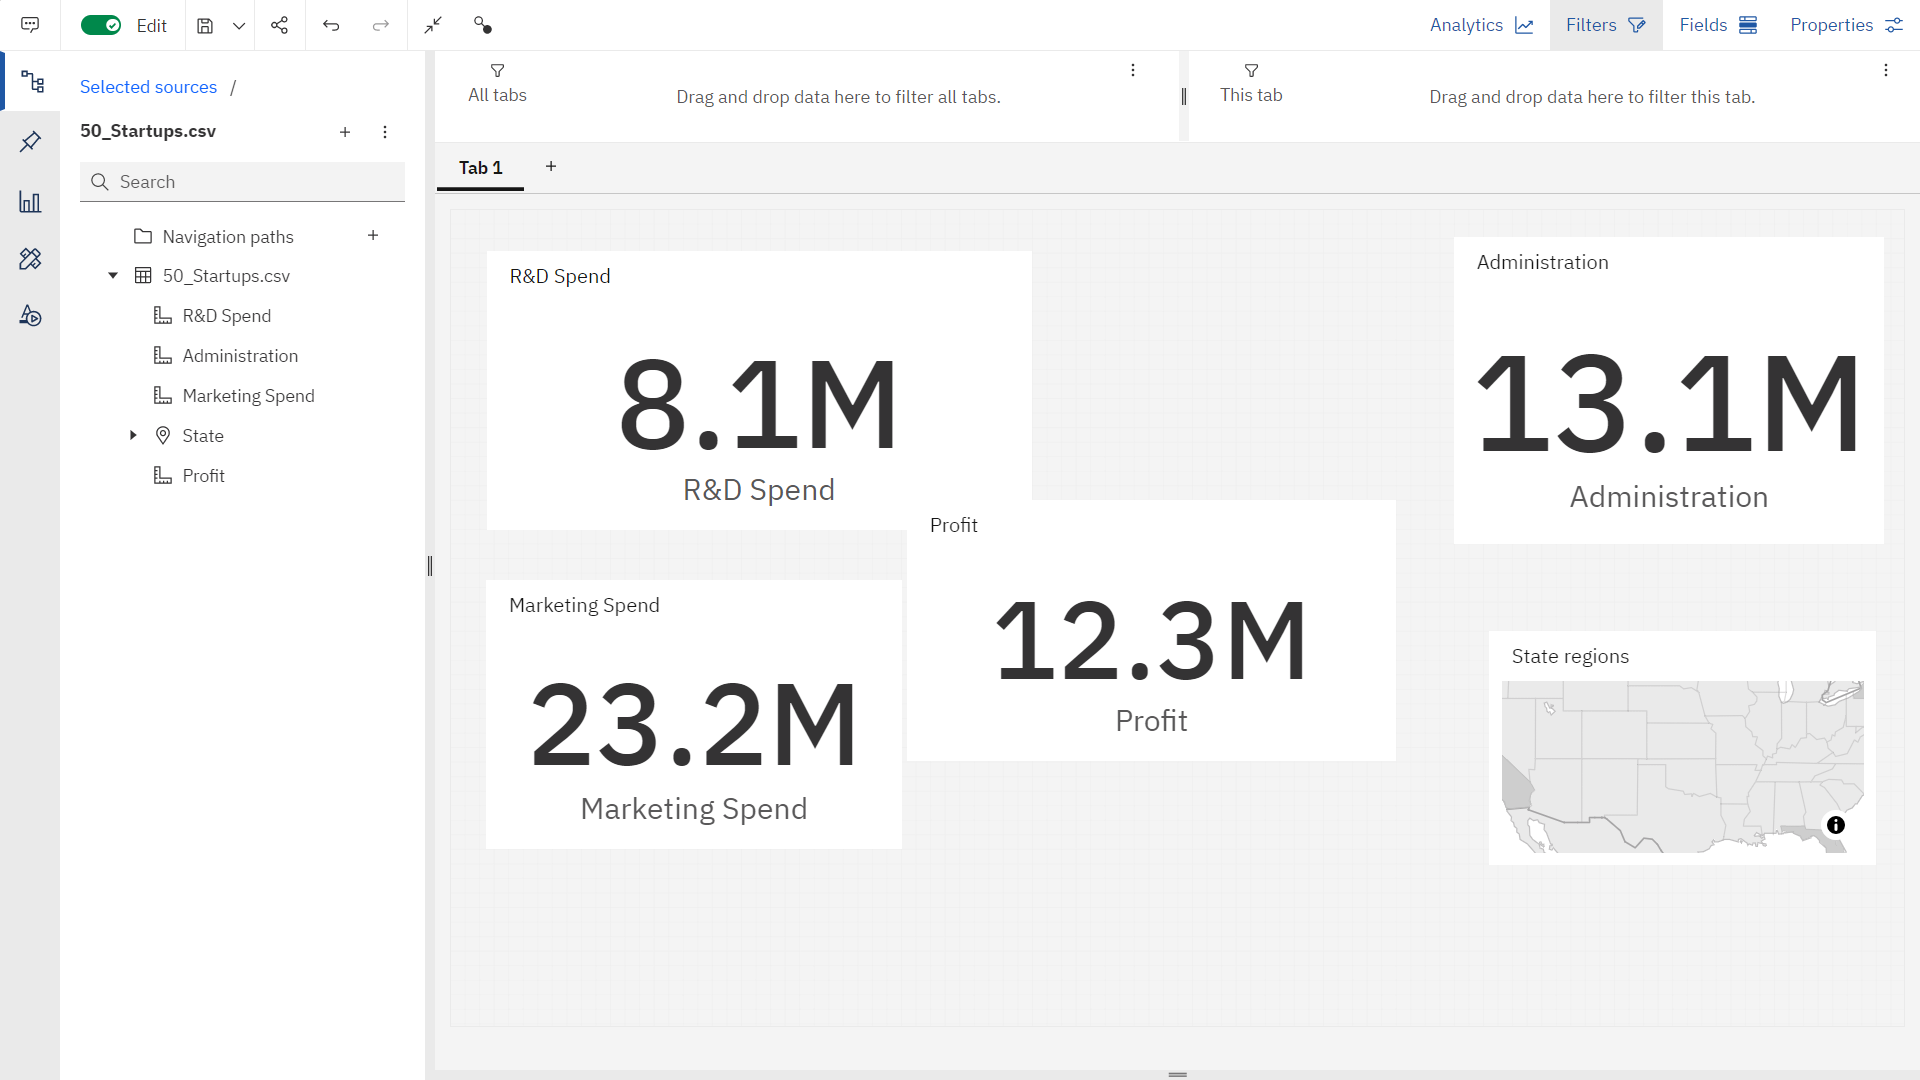 Edit
Analytics
Filters
Fields
Properties
Selected sources /
50_Startups.csv
Search
Navigation paths
50_Startups.csv
R&D Spend
Administration
Marketing Spend
State
Profit
All tabs
Drag and drop data here to filter all tabs.
This tab
Drag and drop data here to filter this tab.
Tab 1
R&D Spend
8.1M
R&D Spend
Administration
13.1M
Administration
Profit
12.3M
Profit
Marketing Spend
23.2M
Marketing Spend
State regions